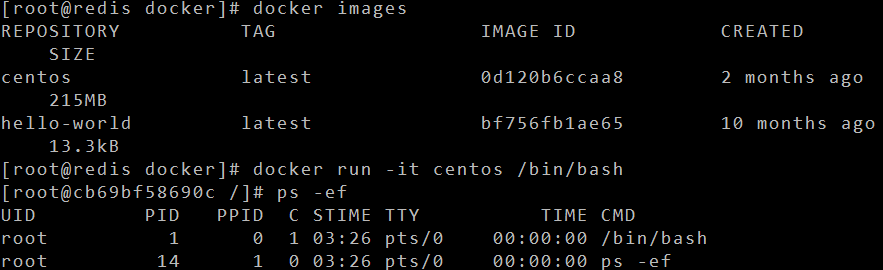 [root@redis docker]# docker images
REPOSITORY TAG IMAGE ID CREATED
SIZE
centos latest 0d120b6ccaa8 2 months ago
215MB
hello-world latest bf756fb1ae65 10 months ago
13.3kB
[root@redis docker]# docker run -it centos /bin/bash
[root@cb69bf58690c /]# ps -ef
UID PID PPID C STIME TTY TIME CMD
root 1 0 1 03:26 pts/0 00:00:00 /bin/bash
root 14 1 0 03:26 pts/0 00:00:00 ps -ef